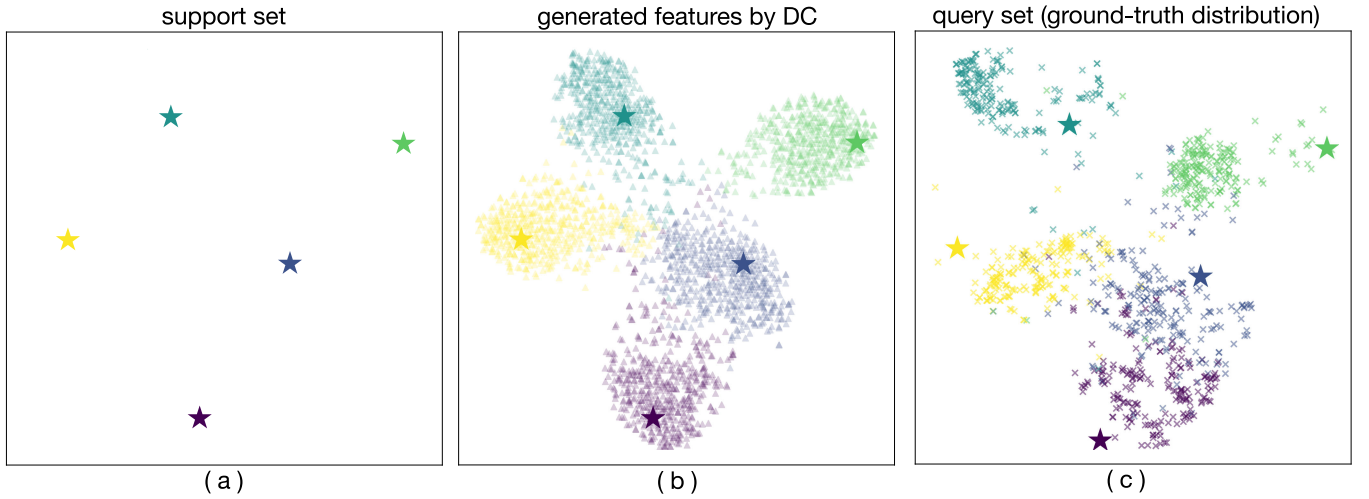 support set
generated features by DC
query set (ground-truth distribution)
( a )
( b )
( c )